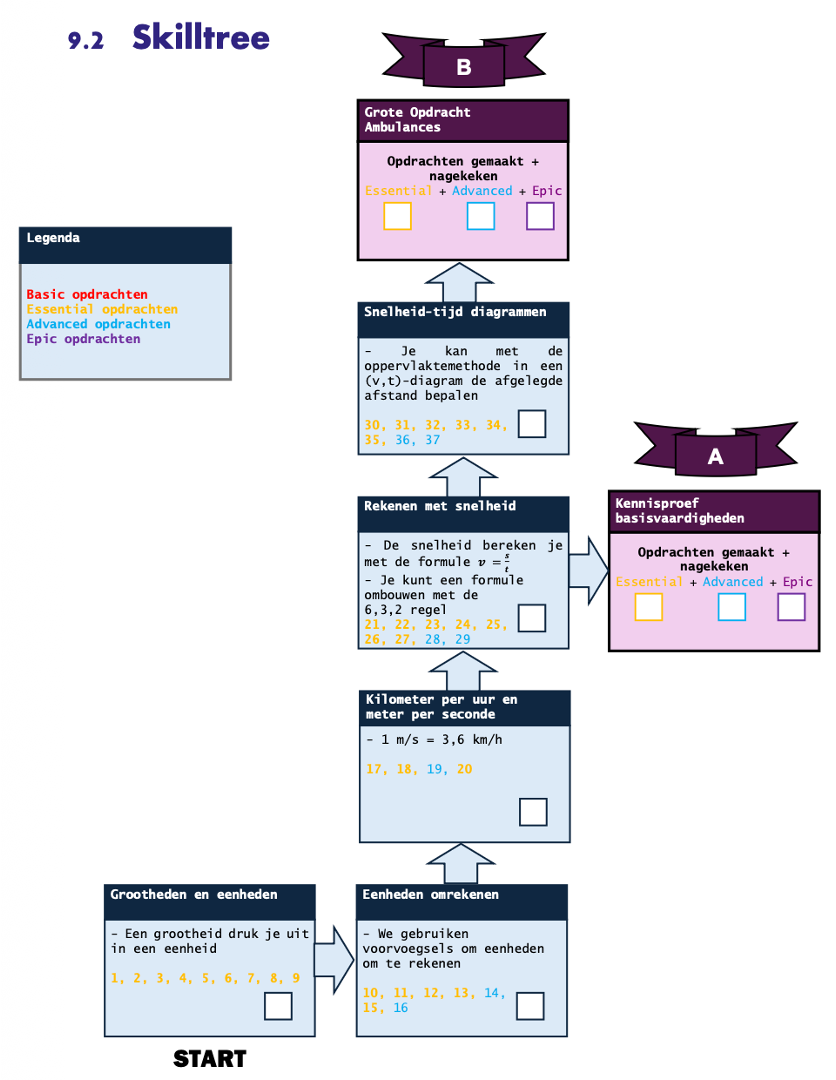 9.2 Skilltree
B
Grote Opdracht
Ambulances
Opdrachten gemaakt +
nagekeken
Essential + Advanced + Epic
Legenda
Basic opdrachten
Essential opdrachten
Advanced opdrachten
Epic opdrachten
Snelheid-tijd diagrammen
- Je kan met de
oppervlaktemethode in een
(v,t)-diagram de afgelegde
afstand bepalen
30, 31, 32, 33, 34,
35, 36, 37
A
Kennisproef
basisvaardigheden
Opdrachten gemaakt +
nagekeken
Essential + Advanced + Epic
Rekenen met snelheid
- De snelheid bereken je
met de formule v = s/t
- Je kunt een formule
ombouwen met de
6,3,2 regel
21, 22, 23, 24, 25,
26, 27, 28, 29
Kilometer per uur en
meter per seconde
- 1 m/s = 3,6 km/h
17, 18, 19, 20
Grootheden en eenheden
- Een grootheid druk je uit
in een eenheid
1, 2, 3, 4, 5, 6, 7, 8, 9
Eenheden omrekenen
- We gebruiken
voorvoegsels om eenheden
om te rekenen
10, 11, 12, 13, 14,
15, 16
START